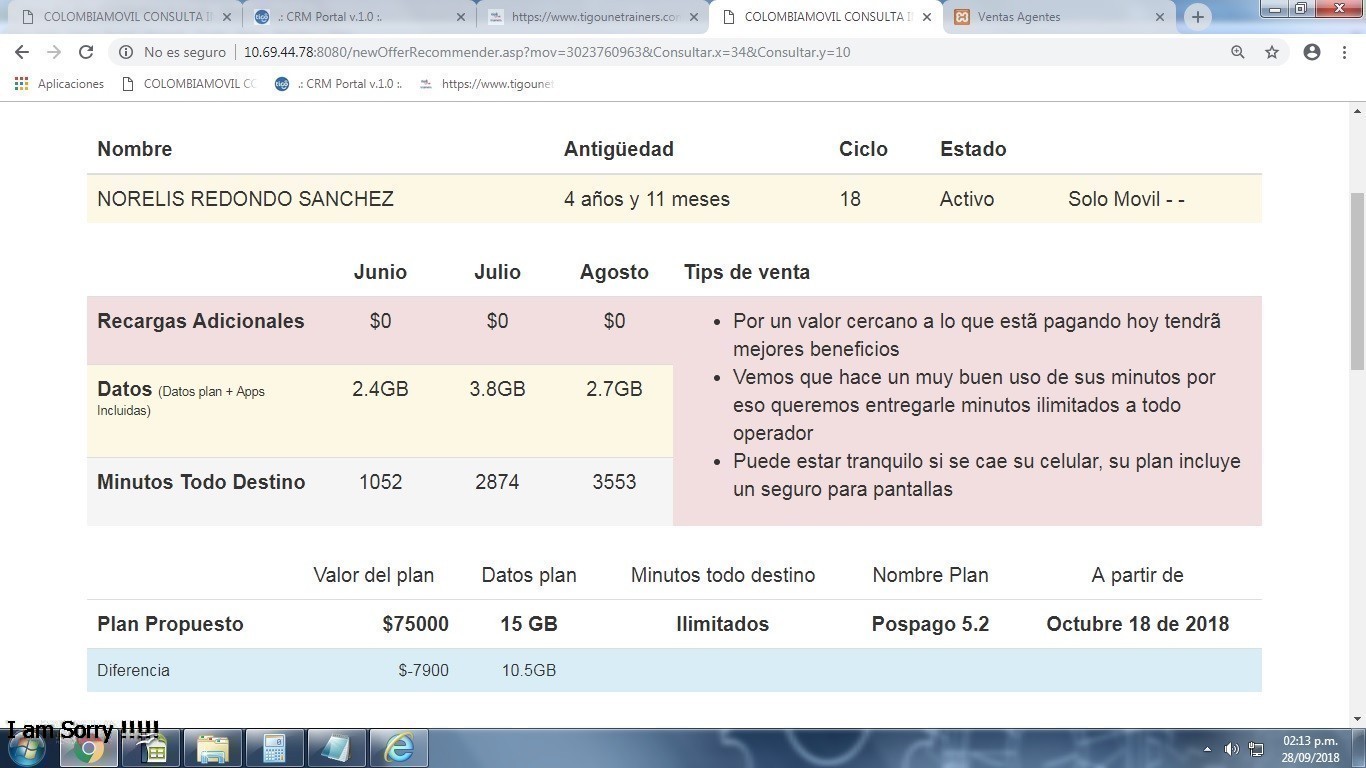 COLOMBIAMOVIL CONSULTA I
.: CRM Portal v.1.0 :.
https://www.tigounetrainers.co
COLOMBIAMOVIL CONSULTA I
Ventas Agentes
No es seguro | 10.69.44.78:8080/newOfferRecommender.asp?mov=3023760963&Consultar.x=34&Consultar.y=10
Aplicaciones
COLOMBIAMOVIL CO
.: CRM Portal v.1.0 :.
https://www.tigoune
Nombre Antigüedad Ciclo Estado
NORELIS REDONDO SANCHEZ 4 años y 11 meses 18 Activo Solo Movil - -
Junio Julio Agosto Tips de venta
Recargas Adicionales $0 $0 $0
Datos (Datos plan + Apps
Incluidas) 2.4GB 3.8GB 2.7GB
Minutos Todo Destino 1052 2874 3553
• Por un valor cercano a lo que estã pagando hoy tendrã
mejores beneficios
• Vemos que hace un muy buen uso de sus minutos por
eso queremos entregarle minutos ilimitados a todo
operador
• Puede estar tranquilo si se cae su celular, su plan incluye
un seguro para pantallas
Valor del plan Datos plan Minutos todo destino Nombre Plan A partir de
Plan Propuesto $75000 15 GB Ilimitados Pospago 5.2 Octubre 18 de 2018
Diferencia $-7900 10.5GB
I am Sorry !!!!!
02:13 p.m.
28/09/2018